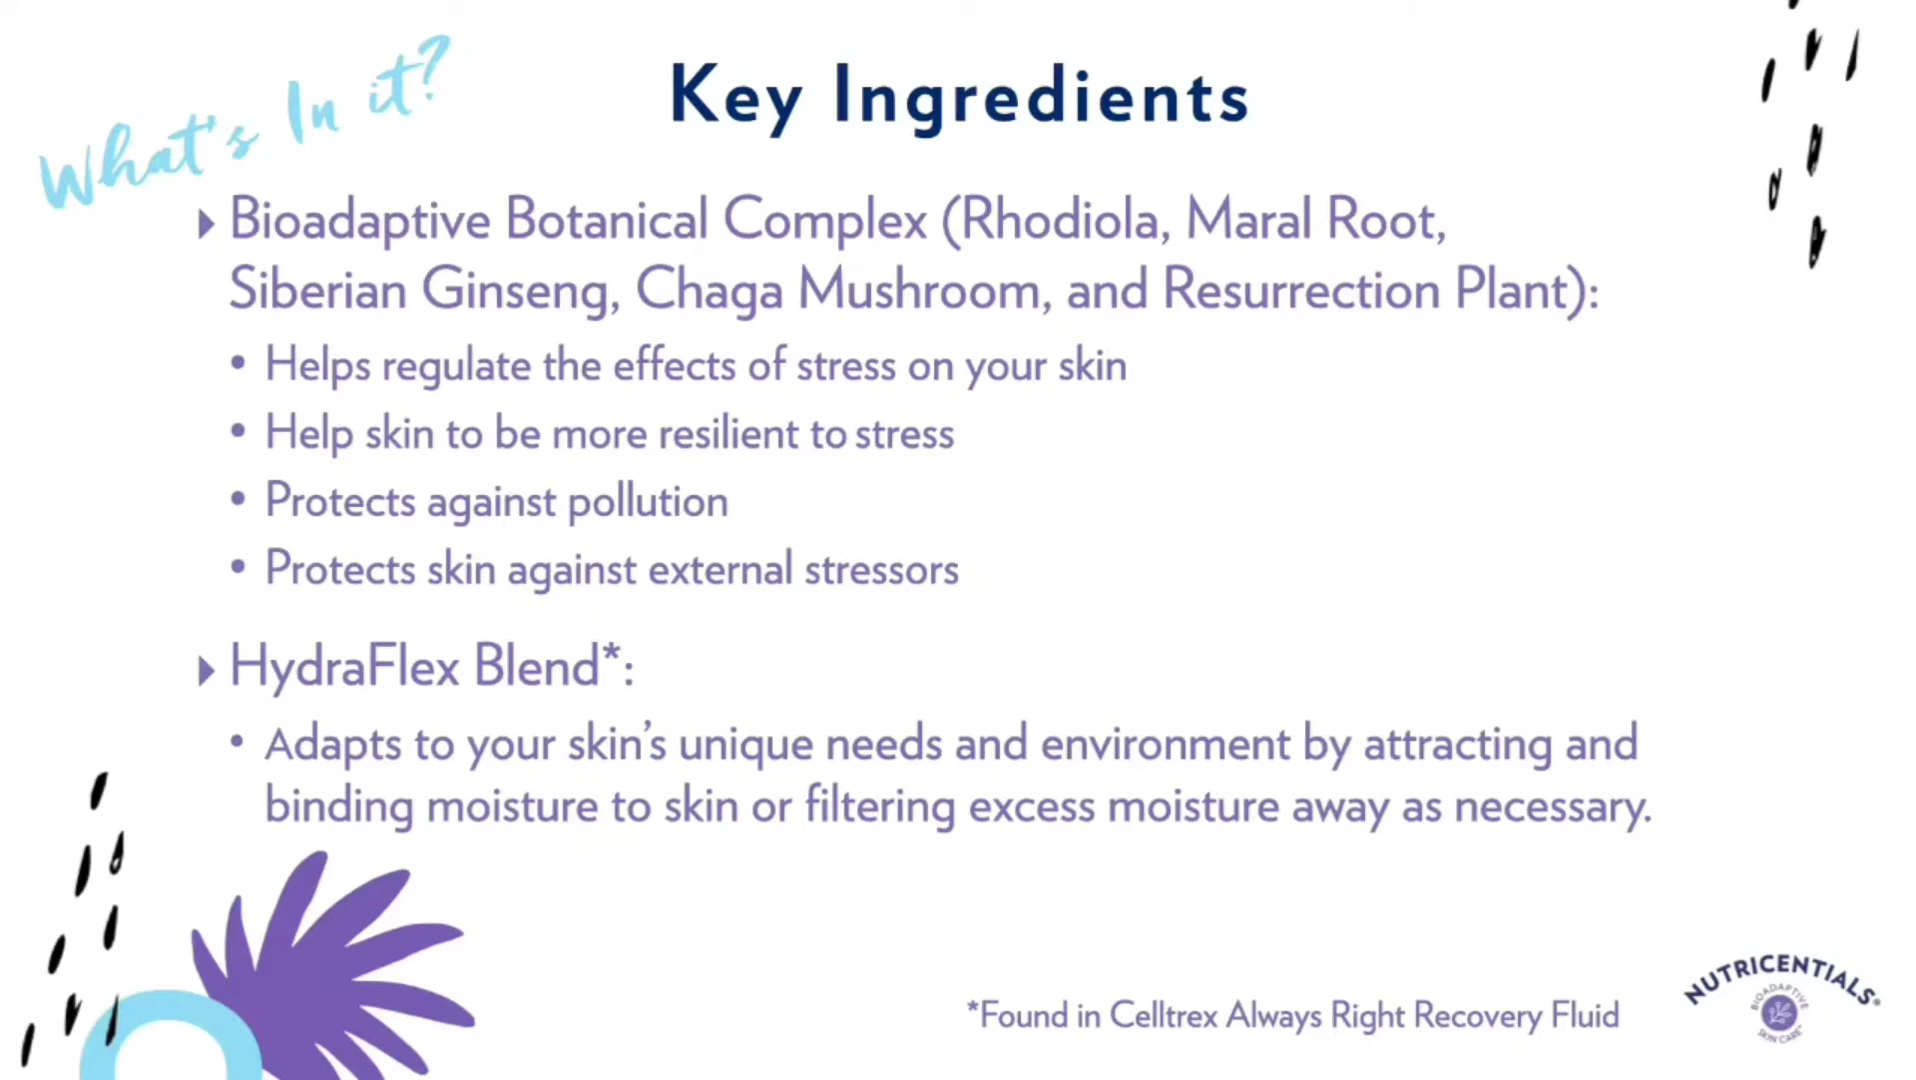 What's In it?
Key Ingredients
Bioadaptive Botanical Complex (Rhodiola, Maral Root,
Siberian Ginseng, Chaga Mushroom, and Resurrection Plant):
• Helps regulate the effects of stress on your skin
• Help skin to be more resilient to stress
• Protects against pollution
• Protects skin against external stressors
HydraFlex Blend*:
• Adapts to your skin's unique needs and environment by attracting and
binding moisture to skin or filtering excess moisture away as necessary.
*Found in Celltrex Always Right Recovery Fluid
NUTRICENTIALS®
BIOADAPTIVE
SKIN CARE™